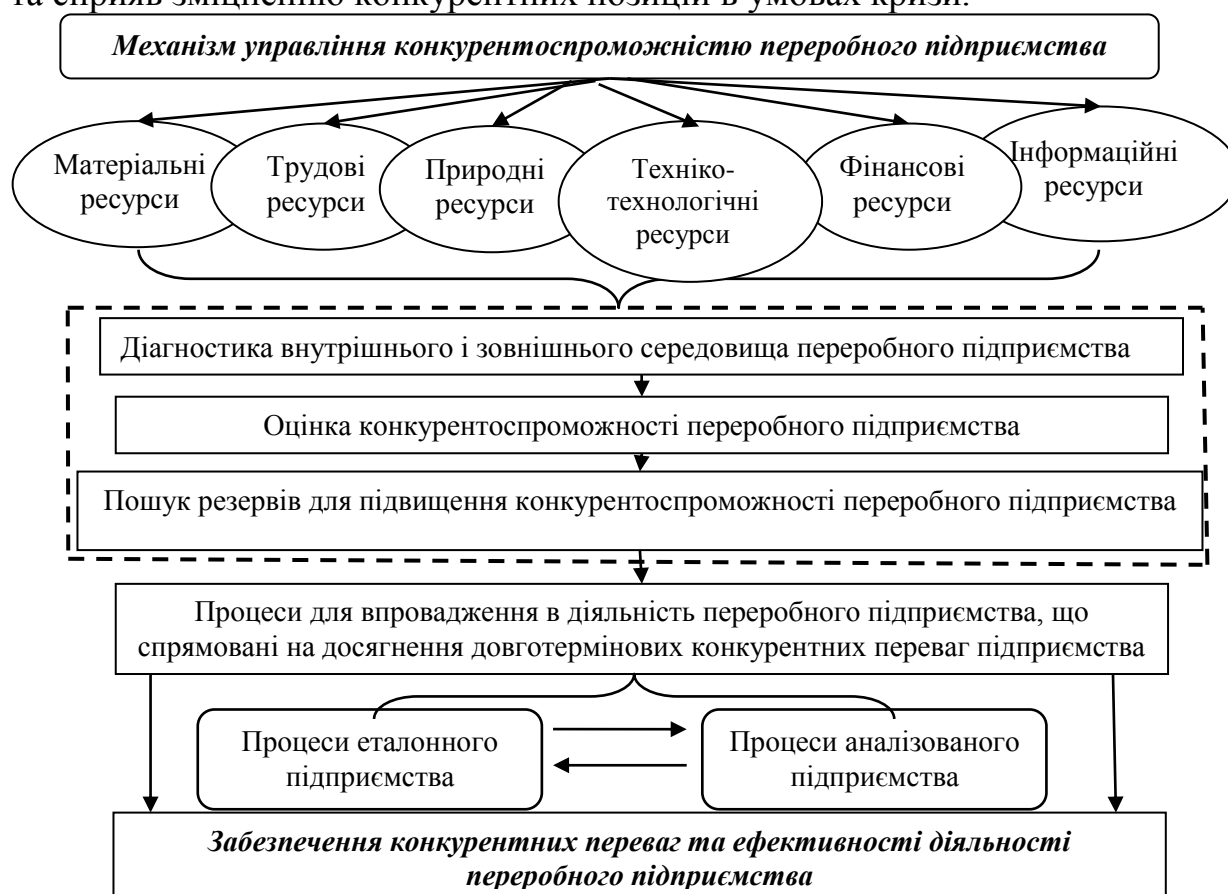 та сприяв зміцненню конкурентних позицій в умовах кризи.
Механізм управління конкурентоспроможністю переробного підприємства
Матеріальні
ресурси
Трудові
ресурси
Природні
ресурси
Техніко-
технологічні
ресурси
Фінансові
ресурси
Інформаційні
ресурси
Діагностика внутрішнього і зовнішнього середовища переробного підприємства
Оцінка конкурентоспроможності переробного підприємства
Пошук резервів для підвищення конкурентоспроможності переробного підприємства
Процеси для впровадження в діяльність переробного підприємства, що
спрямовані на досягнення довготермінових конкурентних переваг підприємства
Процеси еталонного
підприємства
Процеси аналізованого
підприємства
Забезпечення конкурентних переваг та ефективності діяльності
переробного підприємства